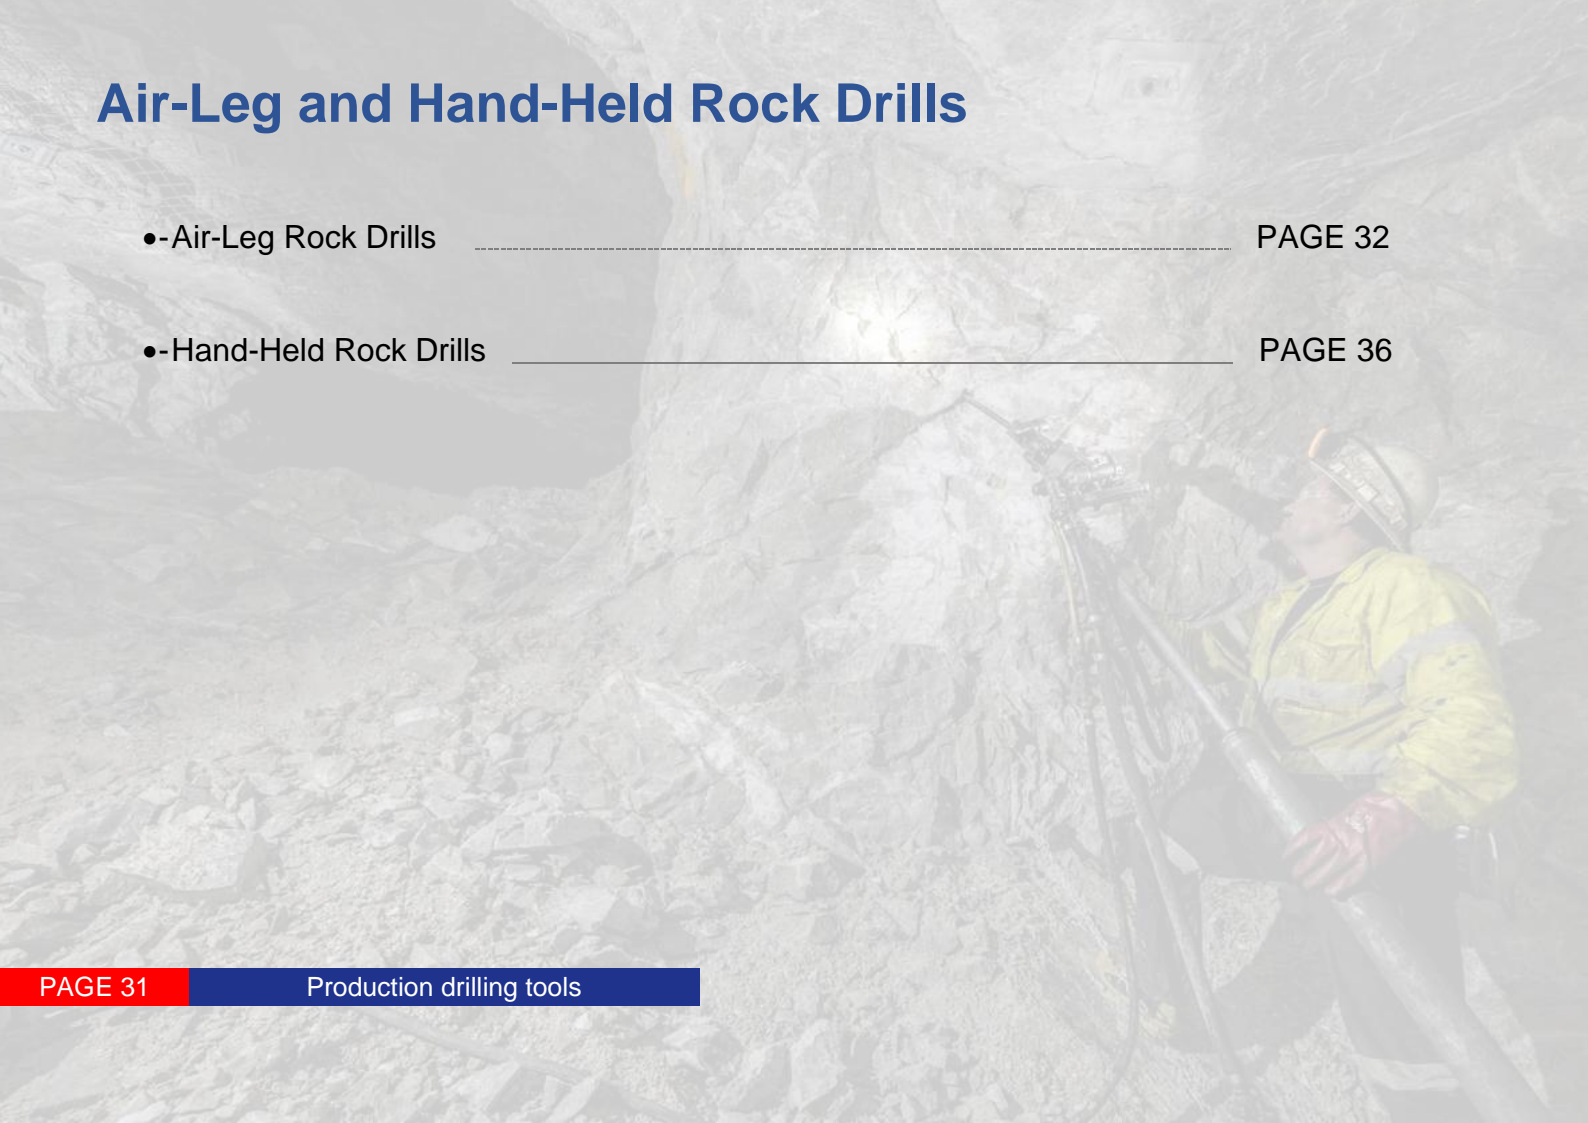 Air-Leg and Hand-Held Rock Drills
•-Air-Leg Rock Drills PAGE 32
•-Hand-Held Rock Drills PAGE 36
PAGE 31 Production drilling tools